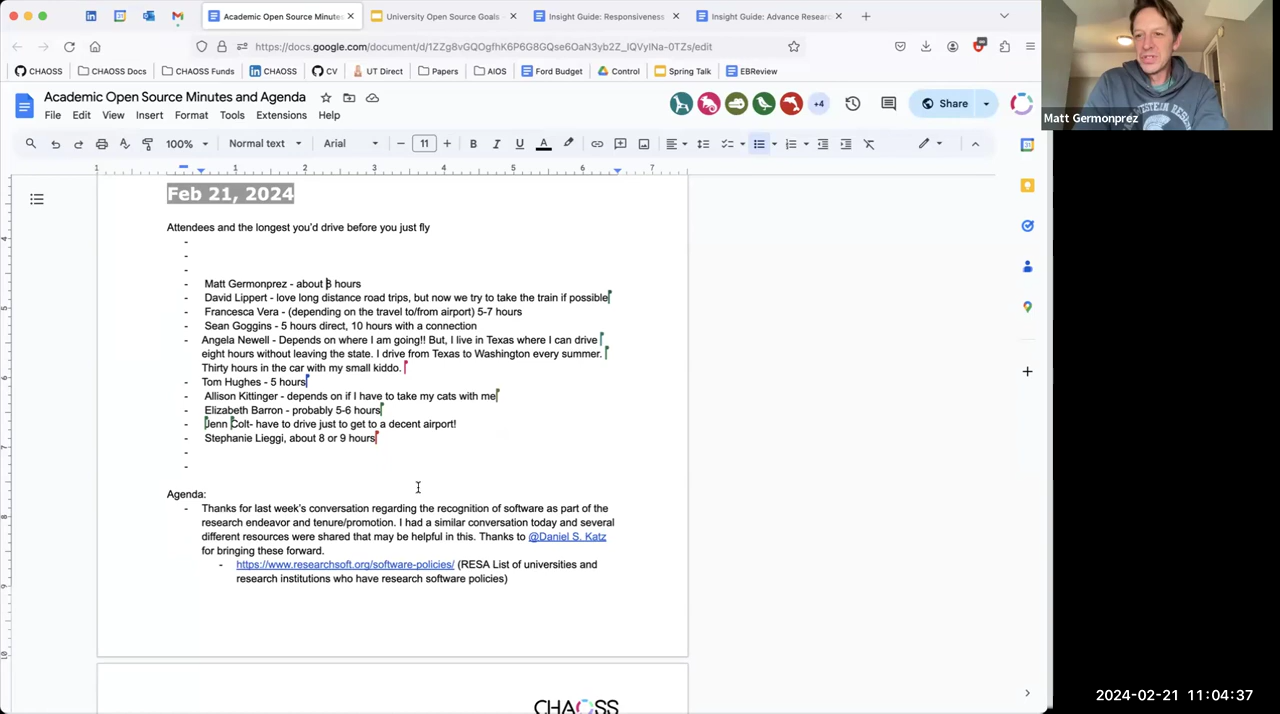 Academic Open Source Minutes
University Open Source Goals
Insight Guide: Responsiveness
Insight Guide: Advance Resear
https://docs.google.com/document/d/1ZZg8vGQOgfhK6P6G8GQse6OaN3yb2Z_IQVyINa-0TZs/edit
CHAOSS
CHAOSS Docs
CHAOSS Funds
CHAOSS
CV
UT Direct
Papers
AIOS
Ford Budget
Control
Spring Talk
EBReview
Academic Open Source Minutes and Agenda
File Edit View Insert Format Tools Extensions Help
+4
Share
100% Normal text Arial 11
1 1 2 3 4 5 6 7
Feb 21, 2024
Attendees and the longest you'd drive before you just fly
-
-
-
- Matt Germonprez - about 8 hours
- David Lippert - love long distance road trips, but now we try to take the train if possible
- Francesca Vera - (depending on the travel to/from airport) 5-7 hours
- Sean Goggins - 5 hours direct, 10 hours with a connection
- Angela Newell - Depends on where I am going!! But, I live in Texas where I can drive
eight hours without leaving the state. I drive from Texas to Washington every summer.
Thirty hours in the car with my small kiddo.
- Tom Hughes - 5 hours
- Allison Kittinger - depends on if I have to take my cats with me
- Elizabeth Barron - probably 5-6 hours
- Jenn Colt- have to drive just to get to a decent airport!
- Stephanie Lieggi, about 8 or 9 hours
-
-
Agenda:
- Thanks for last week's conversation regarding the recognition of software as part of the
research endeavor and tenure/promotion. I had a similar conversation today and several
different resources were shared that may be helpful in this. Thanks to @Daniel S. Katz
for bringing these forward.
- https://www.researchsoft.org/software-policies/ (RESA List of universities and
research institutions who have research software policies)
CHAOSS
Matt Germonprez
2024-02-21 11:04:37